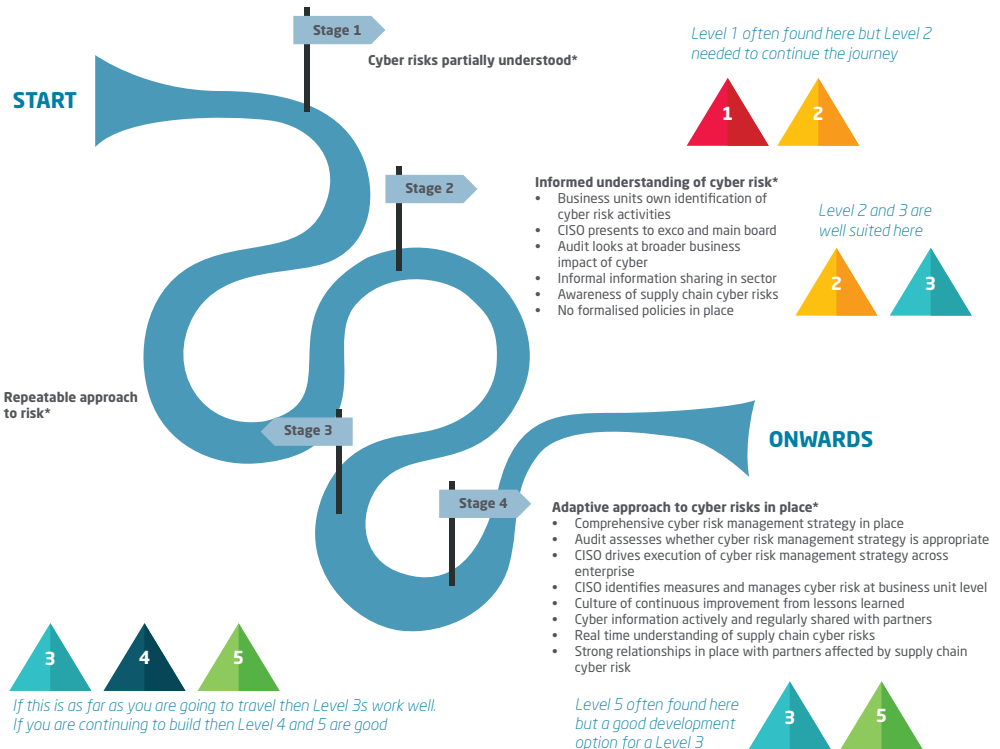 START
Stage 1
Cyber risks partially understood*
Level 1 often found here but Level 2
needed to continue the journey
1
2
Stage 2
Informed understanding of cyber risk*
• Business units own identification of
cyber risk activities
• CISO presents to exco and main board
• Audit looks at broader business
impact of cyber
• Informal information sharing in sector
• Awareness of supply chain cyber risks
• No formalised policies in place
Level 2 and 3 are
well suited here
2
3
Repeatable approach
to risk*
Stage 3
3
4
5
If this is as far as you are going to travel then Level 3s work well.
If you are continuing to build then Level 4 and 5 are good
ONWARDS
Stage 4
Adaptive approach to cyber risks in place*
• Comprehensive cyber risk management strategy in place
• Audit assesses whether cyber risk management strategy is appropriate
• CISO drives execution of cyber risk management strategy across
enterprise
• CISO identifies measures and manages cyber risk at business unit level
• Culture of continuous improvement from lessons learned
• Cyber information actively and regularly shared with partners
• Real time understanding of supply chain cyber risks
• Strong relationships in place with partners affected by supply chain
cyber risk
Level 5 often found here
but a good development
option for a Level 3
3
5